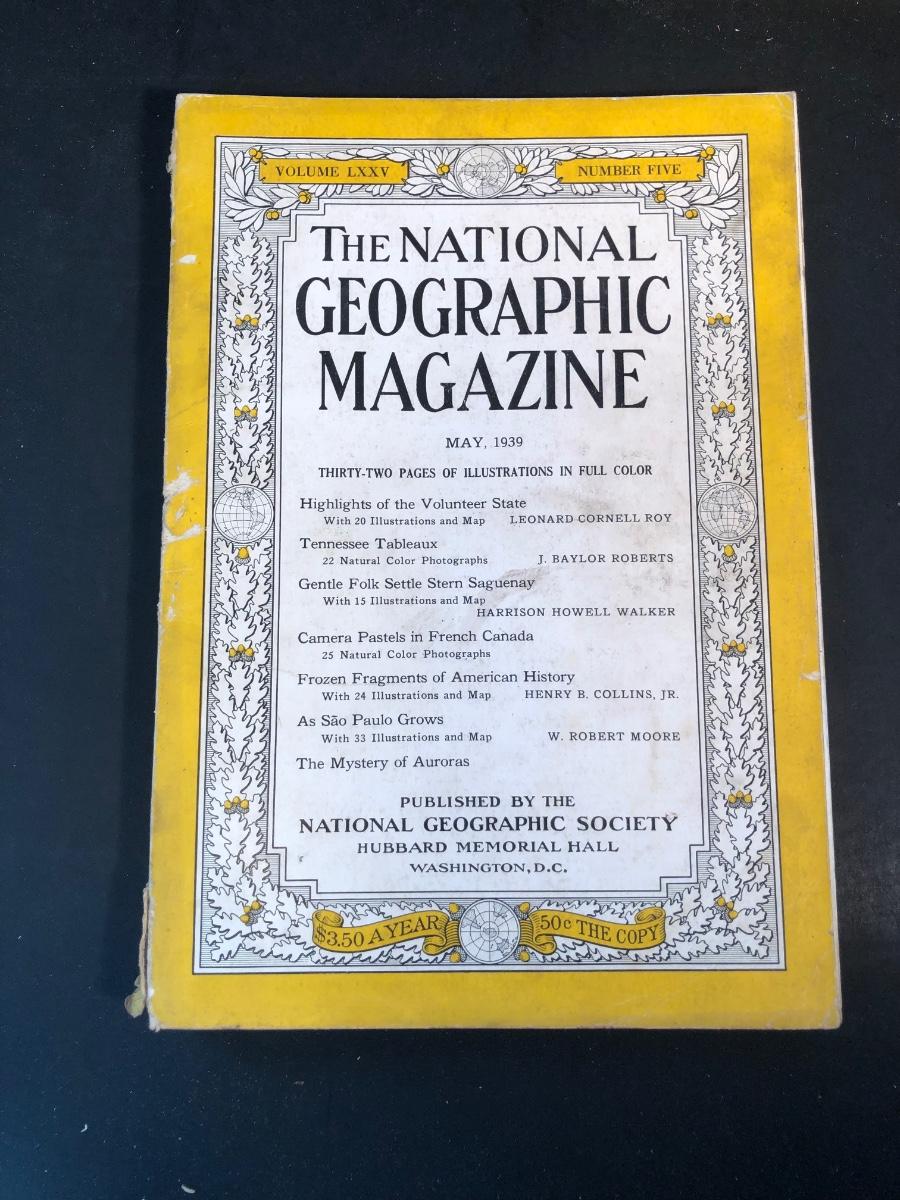 VOLUME LXXV
NUMBER FIVE
THE NATIONAL
GEOGRAPHIC
MAGAZINE
MAY, 1939
THIRTY-TWO PAGES OF ILLUSTRATIONS IN FULL COLOR
Highlights of the Volunteer State
With 20 Illustrations and Map LEONARD CORNELL ROY
Tennessee Tableaux
22 Natural Color Photographs J. BAYLOR ROBERTS
Gentle Folk Settle Stern Saguenay
With 15 Illustrations and Map
HARRISON HOWELL WALKER
Camera Pastels in French Canada
25 Natural Color Photographs
Frozen Fragments of American History
With 24 Illustrations and Map HENRY B. COLLINS, JR.
As São Paulo Grows
With 33 Illustrations and Map W. ROBERT MOORE
The Mystery of Auroras
PUBLISHED BY THE
NATIONAL GEOGRAPHIC SOCIETY
HUBBARD MEMORIAL HALL
WASHINGTON, D.C.
$3.50 A YEAR
50c THE COPY